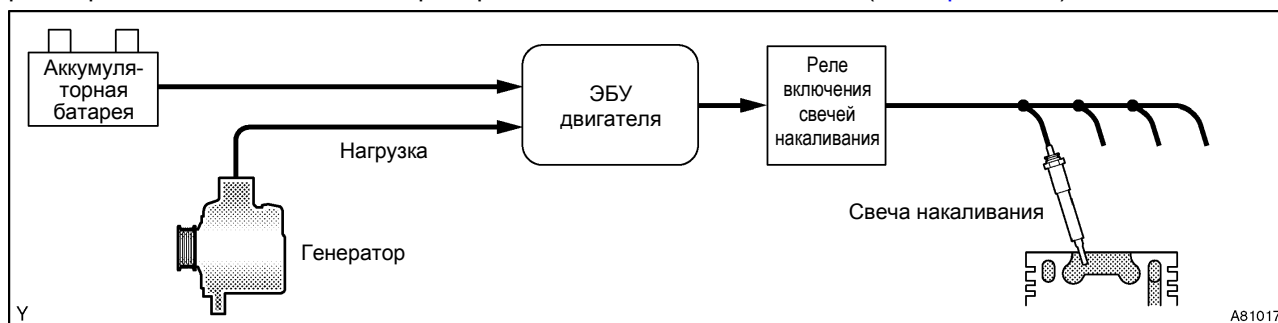 Аккумуля-
торная
батарея
ЭБУ
двигателя
Реле
включения
свечей
накаливания
Нагрузка
Генератор
Свеча накаливания
Y
A81017